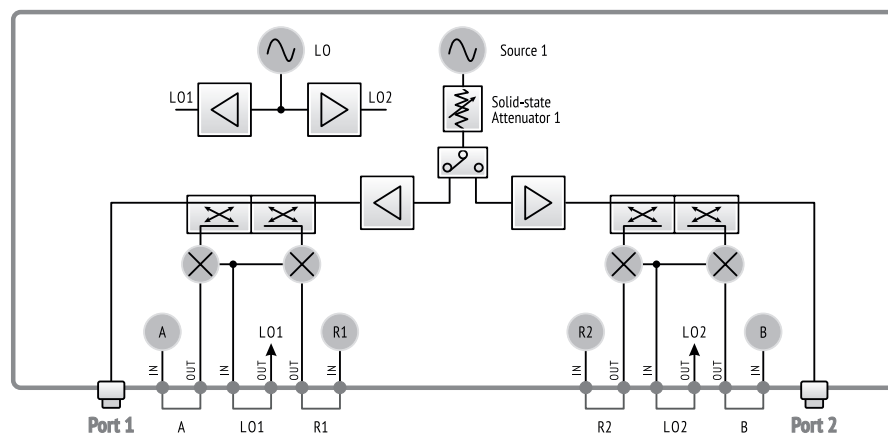 LO
Source 1
LO1
LO2
Solid-state
Attenuator 1
A
LO1
R1
R2
LO2
B
IN
OUT
IN
OUT
OUT
IN
IN
OUT
IN
OUT
OUT
IN
Port 1
A
LO1
R1
R2
LO2
B
Port 2